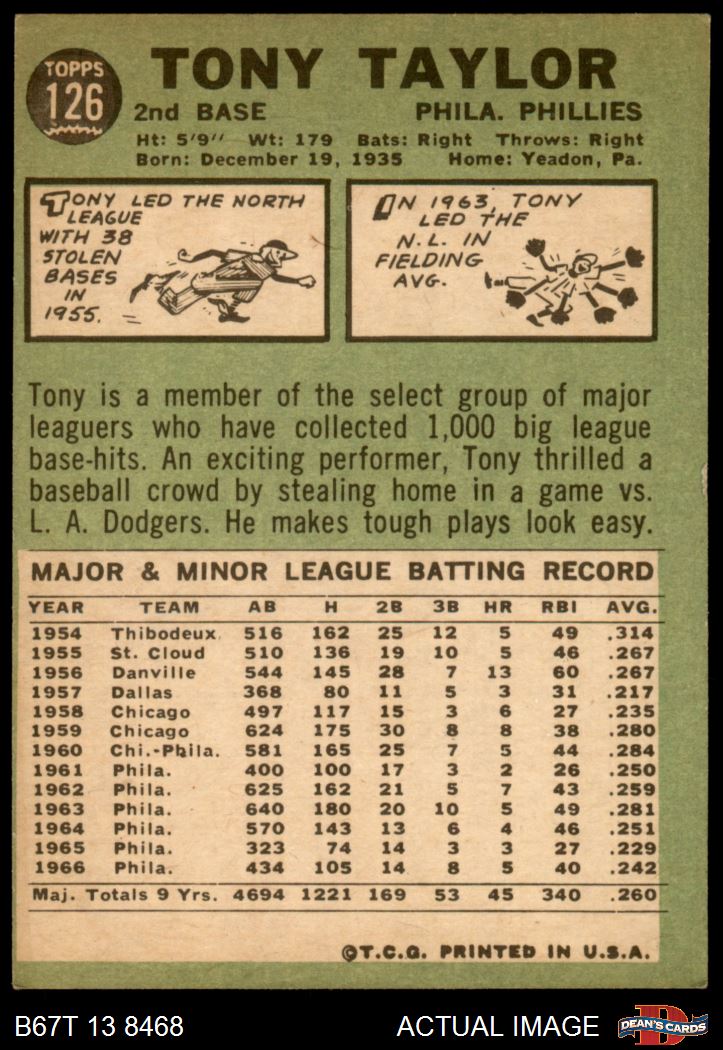 TOPPS
126
TONY TAYLOR
2nd BASE PHILA. PHILLIES
Ht: 5'9" Wt: 179 Bats: Right Throws: Right
Born: December 19, 1935 Home: Yeadon, Pa.
TONY LED THE NORTH
LEAGUE
WITH 38
STOLEN
BASES
IN
1955.
IN 1963, TONY
LED THE
N.L. IN
FIELDING
AVG.
Tony is a member of the select group of major
leaguers who have collected 1,000 big league
base-hits. An exciting performer, Tony thrilled a
baseball crowd by stealing home in a game vs.
L. A. Dodgers. He makes tough plays look easy.
MAJOR & MINOR LEAGUE BATTING RECORD
YEAR TEAM AB H 2B 3B HR RBI AVG.
1954 Thibodeux 516 162 25 12 5 49 .314
1955 St. Cloud 510 136 19 10 5 46 .267
1956 Danville 544 145 28 7 13 60 .267
1957 Dallas 368 80 11 5 3 31 .217
1958 Chicago 497 117 15 3 6 27 .235
1959 Chicago 624 175 30 8 8 38 .280
1960 Chi.-Phila. 581 165 25 7 5 44 .284
1961 Phila. 400 100 17 3 2 26 .250
1962 Phila. 625 162 21 5 7 43 .259
1963 Phila. 640 180 20 10 5 49 .281
1964 Phila. 570 143 13 6 4 46 .251
1965 Phila. 323 74 14 3 3 27 .229
1966 Phila. 434 105 14 8 5 40 .242
Maj. Totals 9 Yrs. 4694 1221 169 53 45 340 .260
©T.C.G. PRINTED IN U.S.A.
B67T 13 8468 ACTUAL IMAGE
D
DEAN'S CARDS